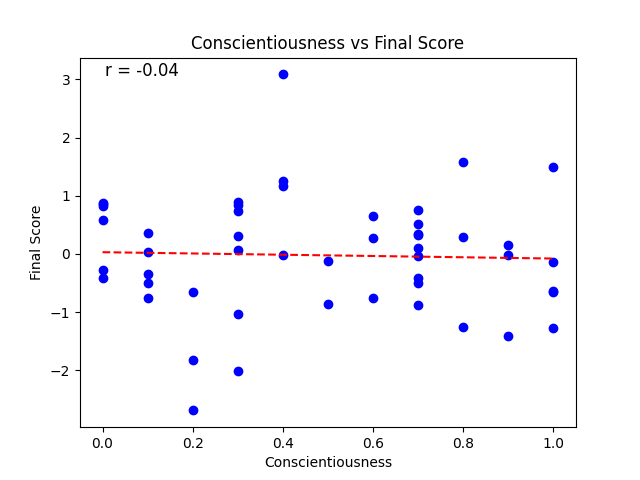 Conscientiousness vs Final Score
r = -0.04
Final Score
3
2
1
0
−1
−2
0.0 0.2 0.4 0.6 0.8 1.0
Conscientiousness